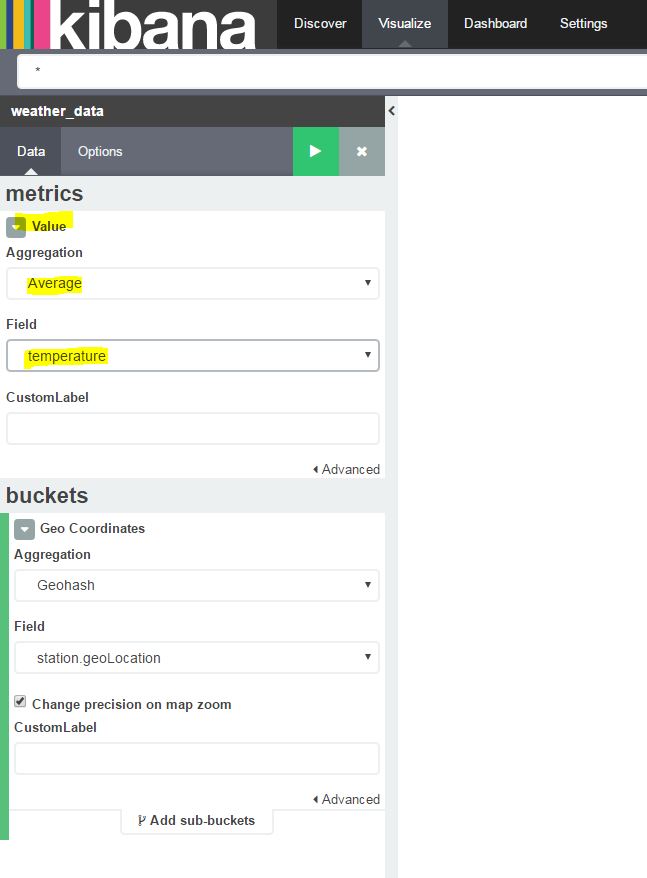 kibana
Discover Visualize Dashboard Settings
*
weather_data
Data Options
metrics
Value
Aggregation
Average
Field
temperature
CustomLabel
Advanced
buckets
Geo Coordinates
Aggregation
Geohash
Field
station.geoLocation
Change precision on map zoom
CustomLabel
Advanced
Add sub-buckets